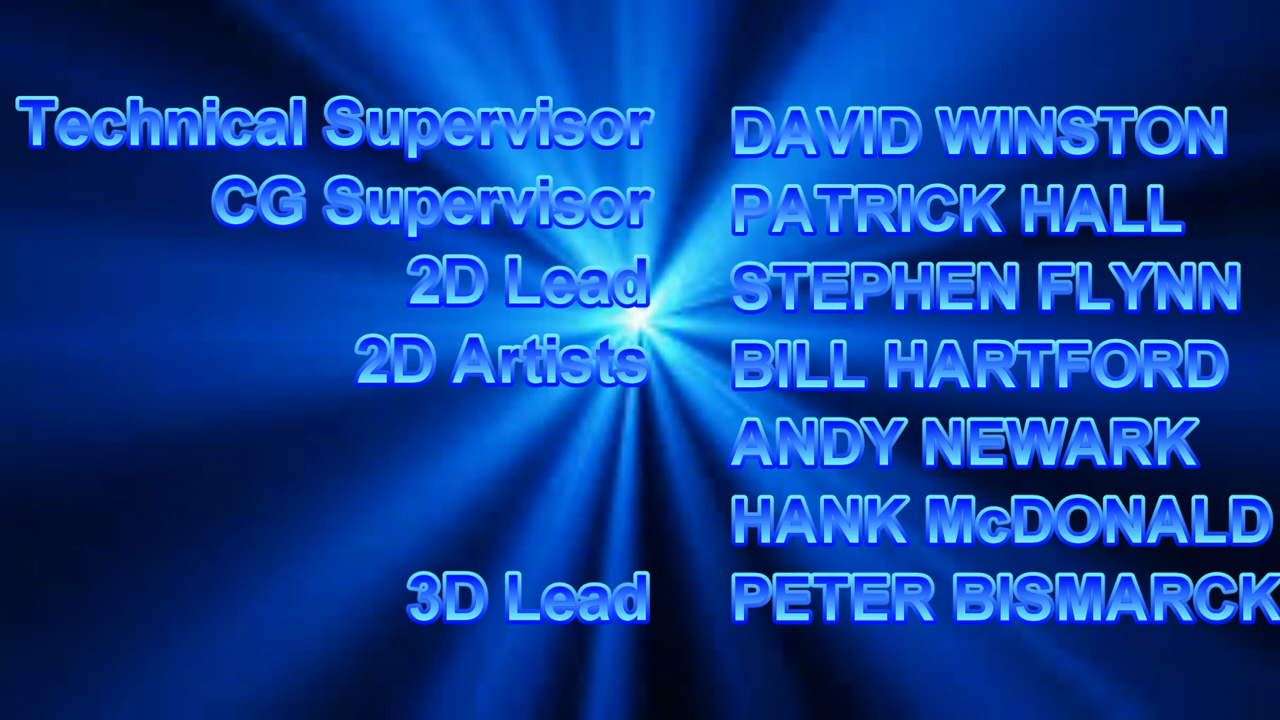 Technical Supervisor DAVID WINSTON
CG Supervisor PATRICK HALL
2D Lead STEPHEN FLYNN
2D Artists BILL HARTFORD
ANDY NEWARK
HANK McDONALD
3D Lead PETER BISMARCK